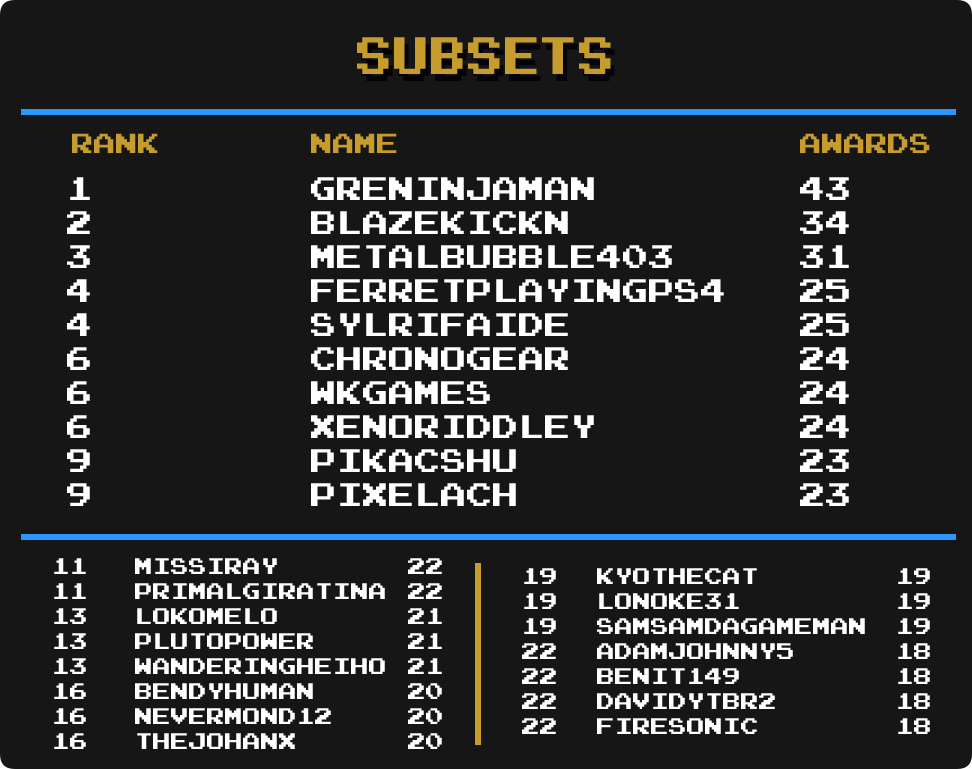 SUBSETS
RANK NAME AWARDS
1 GRENINJAMAN 43
2 BLAZEKICKN 34
3 METALBUBBLE403 31
4 FERRETPLAYINGPS4 25
4 SYLRIFAIDE 25
6 CHRONOGEAR 24
6 WKGAMES 24
6 XENORIDDLEY 24
9 PIKACSHU 23
9 PIXELACH 23
11 MISSIRAY 22
11 PRIMALGIRATINA 22
13 LOKOMELO 21
13 PLUTOPOWER 21
13 WANDERINGHEIHO 21
16 BENDYHUMAN 20
16 NEVERMOND12 20
16 THEJOHANX 20
19 KYOTHECAT 19
19 LONOKE31 19
19 SAMSAMDAGAMEMAN 19
22 ADAMJOHNNY5 18
22 BENIT149 18
22 DAVIDYTBR2 18
22 FIRESONIC 18